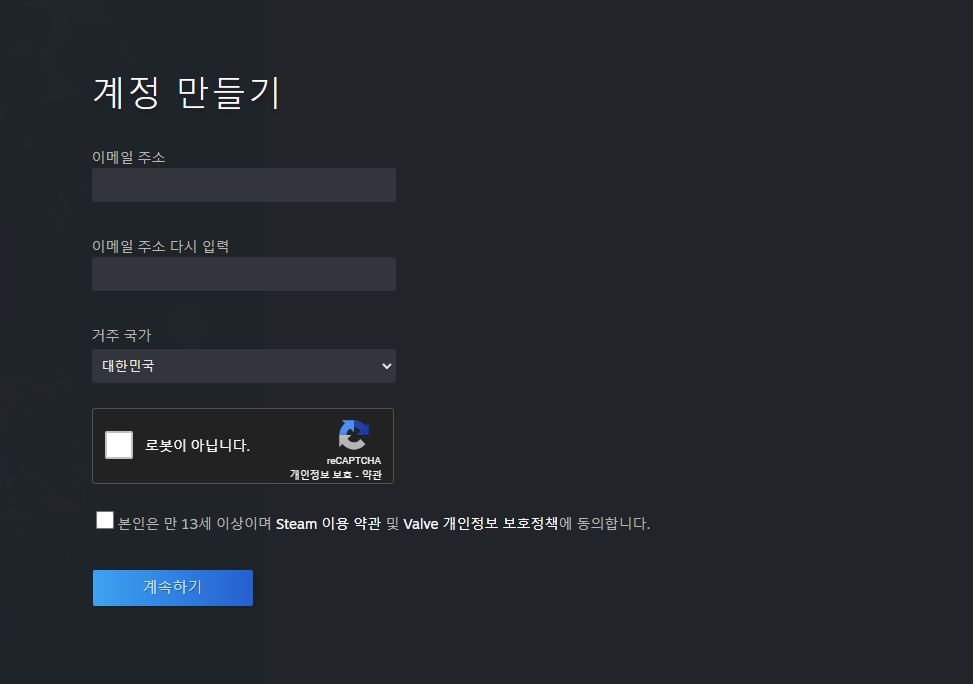 계정 만들기
이메일 주소
이메일 주소 다시 입력
거주 국가
대한민국
로봇이 아닙니다.
reCAPTCHA
개인정보 보호 - 약관
본인은 만 13세 이상이며 Steam 이용 약관 및 Valve 개인정보 보호정책에 동의합니다.
계속하기